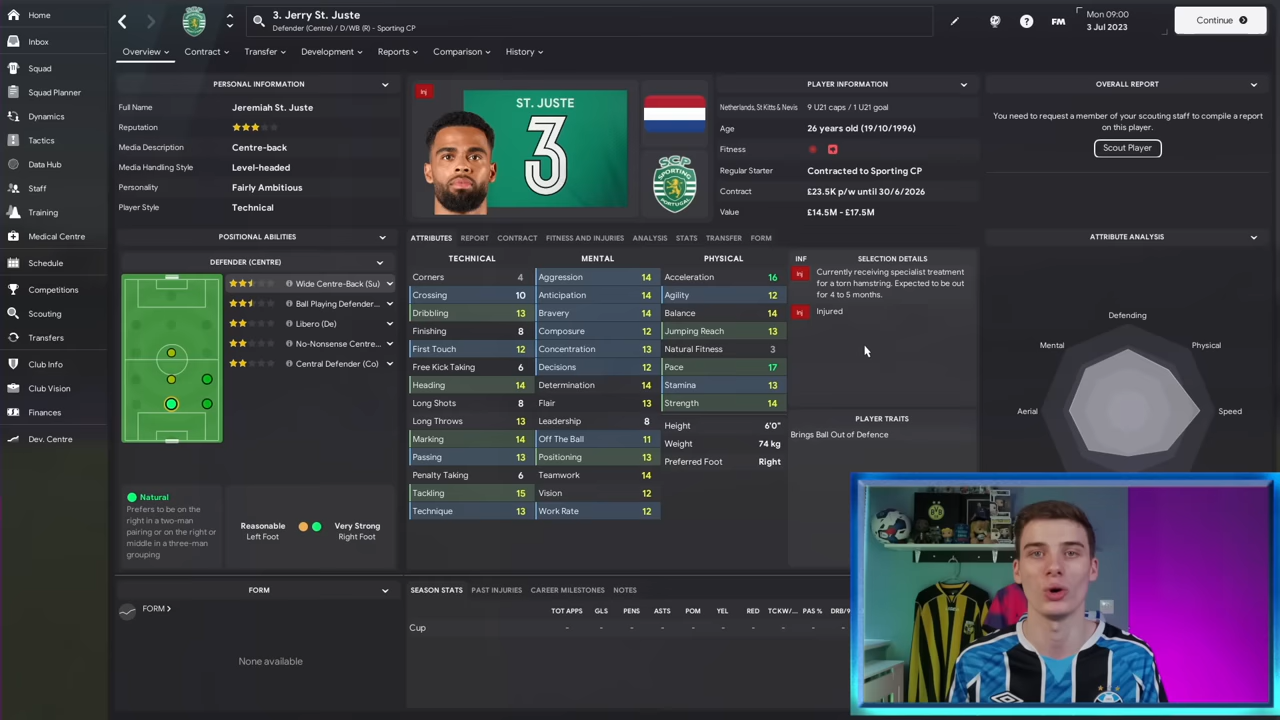 Home
Inbox
Squad
Squad Planner
Dynamics
Tactics
Data Hub
Staff
Training
Medical Centre
Schedule
Competitions
Scouting
Transfers
Club Info
Club Vision
Finances
Dev. Centre
3. Jerry St. Juste
Defender (Centre) / D/WB (R) - Sporting CP
FM
Mon 09:00
3 Jul 2023
Continue
Overview
Contract
Transfer
Development
Reports
Comparison
History
PERSONAL INFORMATION
Full Name Jeremiah St. Juste
Reputation
Media Description Centre-back
Media Handling Style Level-headed
Personality Fairly Ambitious
Player Style Technical
Inj
ST. JUSTE
3
SCP
SPORTING
PORTUGAL
PLAYER INFORMATION
Netherlands, St Kitts & Nevis 9 U21 caps / 1 U21 goal
Age 26 years old (19/10/1996)
Fitness
Regular Starter Contracted to Sporting CP
Contract £23.5K p/w until 30/6/2026
Value £14.5M - £17.5M
OVERALL REPORT
You need to request a member of your scouting staff to compile a report
on this player.
Scout Player
POSITIONAL ABILITIES
DEFENDER (CENTRE)
Wide Centre-Back (Su)
Ball Playing Defender...
Libero (De)
No-Nonsense Centre...
Central Defender (Co)
Natural
Prefers to be on the
right in a two-man
pairing or on the right or
middle in a three-man
grouping
Reasonable
Left Foot
Very Strong
Right Foot
ATTRIBUTES REPORT CONTRACT FITNESS AND INJURIES ANALYSIS STATS TRANSFER FORM
TECHNICAL
Corners 4
Crossing 10
Dribbling 13
Finishing 8
First Touch 12
Free Kick Taking 6
Heading 14
Long Shots 8
Long Throws 13
Marking 14
Passing 13
Penalty Taking 6
Tackling 15
Technique 13
MENTAL
Aggression 14
Anticipation 14
Bravery 14
Composure 12
Concentration 13
Decisions 12
Determination 14
Flair 13
Leadership 8
Off The Ball 11
Positioning 13
Teamwork 14
Vision 12
Work Rate 12
PHYSICAL
Acceleration 16
Agility 12
Balance 14
Jumping Reach 13
Natural Fitness 3
Pace 17
Stamina 13
Strength 14
Height 6'0"
Weight 74 kg
Preferred Foot Right
INF SELECTION DETAILS
Inj Currently receiving specialist treatment
for a torn hamstring. Expected to be out
for 4 to 5 months.
Inj Injured
PLAYER TRAITS
Brings Ball Out of Defence
ATTRIBUTE ANALYSIS
Defending
Mental
Physical
Aerial
Speed
FORM
FORM
None available
SEASON STATS PAST INJURIES CAREER MILESTONES NOTES
TOT APPS GLS PENS ASTS POM YEL RED TCKW/... PAS % DRB/9
Cup - - - - - - - - - -